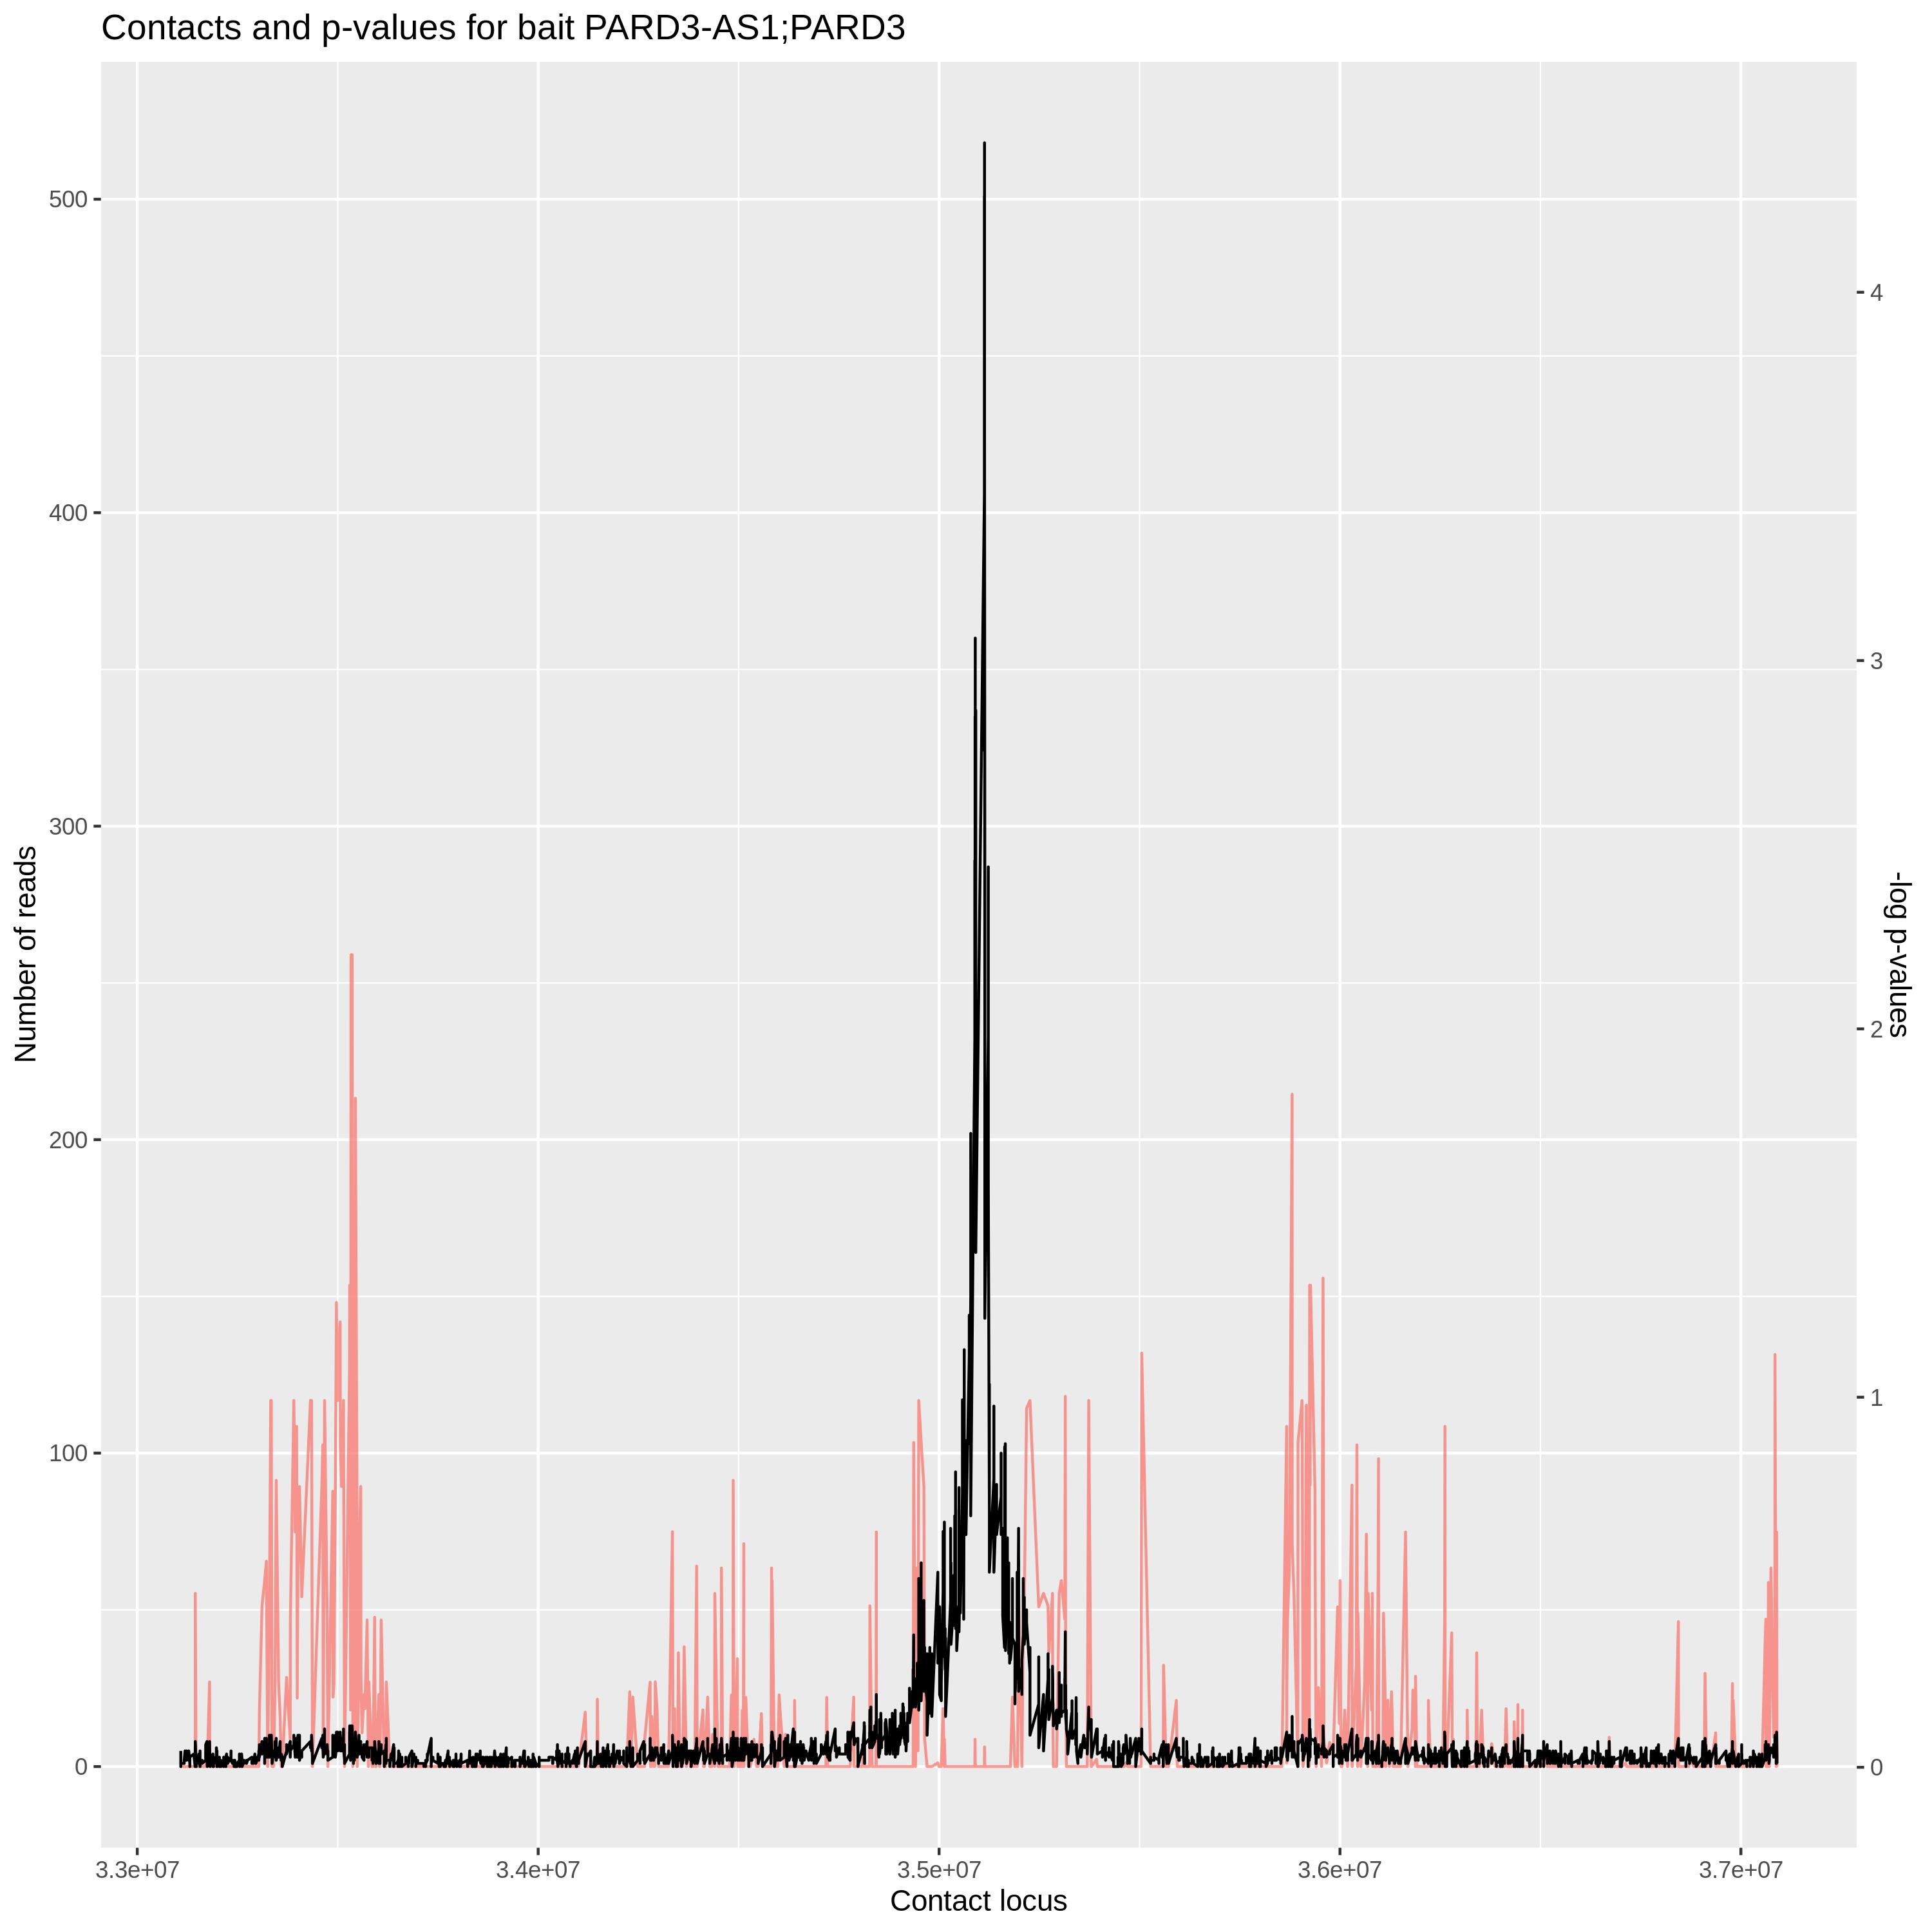 Contacts and p-values for bait PARD3-AS1;PARD3
500
400
300
200
100
0
Number of reads
4
3
2
1
0
-log p-values
3.3e+07
3.4e+07
3.5e+07
3.6e+07
3.7e+07
Contact locus